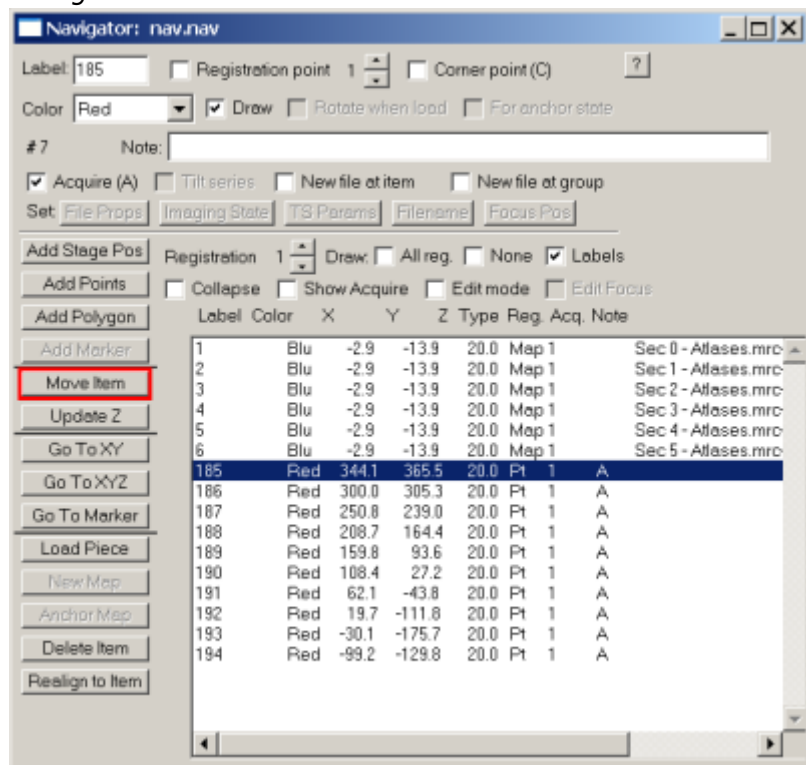 Navigator: nav.nav
Label: 185 Registration point 1 Corner point (C) ?
Color Red Draw Rotate when load For anchor state
#7 Note:
Acquire (A) Tilt series New file at item New file at group
Set: File Props Imaging State TS Params Filename Focus Pos
Add Stage Pos Registration 1 Draw: All reg. None Labels
Add Points Collapse Show Acquire Edit mode Edit Focus
Add Polygon Label Color X Y Z Type Reg. Acq. Note
Add Marker 1 Blu -2.9 -13.9 20.0 Map 1 Sec 0 - Atlases.mrc
2 Blu -2.9 -13.9 20.0 Map 1 Sec 1 - Atlases.mrc
Move Item 3 Blu -2.9 -13.9 20.0 Map 1 Sec 2 - Atlases.mrc
4 Blu -2.9 -13.9 20.0 Map 1 Sec 3 - Atlases.mrc
Update Z 5 Blu -2.9 -13.9 20.0 Map 1 Sec 4 - Atlases.mrc
Go To XY 6 Blu -2.9 -13.9 20.0 Map 1 Sec 5 - Atlases.mrc
185 Red 344.1 365.5 20.0 Pt 1 A
Go To XYZ 186 Red 300.0 305.3 20.0 Pt 1 A
Go To Marker 187 Red 250.8 239.0 20.0 Pt 1 A
188 Red 208.7 164.4 20.0 Pt 1 A
Load Piece 189 Red 159.8 93.6 20.0 Pt 1 A
New Map 190 Red 108.4 27.2 20.0 Pt 1 A
191 Red 62.1 -43.8 20.0 Pt 1 A
Anchor Map 192 Red 19.7 -111.8 20.0 Pt 1 A
Delete Item 193 Red -30.1 -175.7 20.0 Pt 1 A
194 Red -99.2 -129.8 20.0 Pt 1 A
Realign to Item